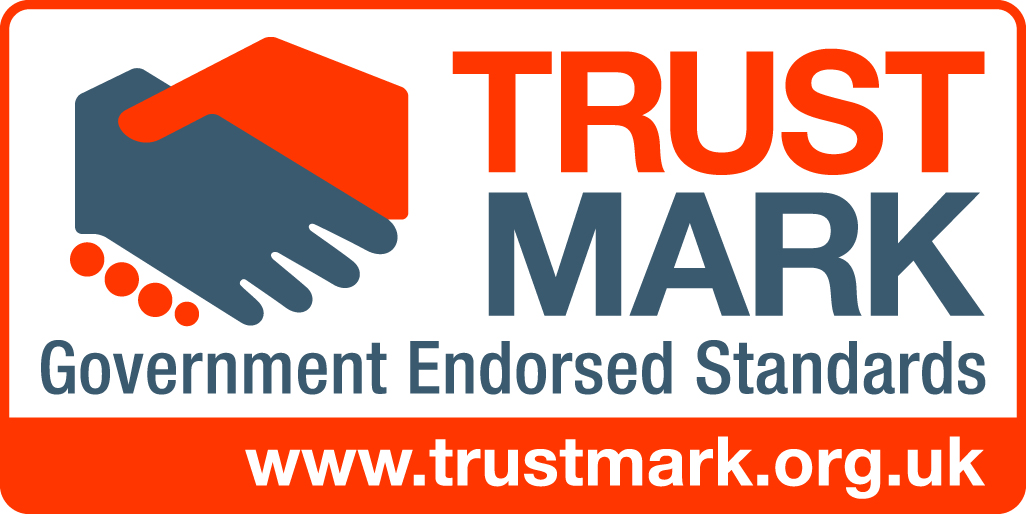 TRUST
MARK
Government Endorsed Standards
www.trustmark.org.uk